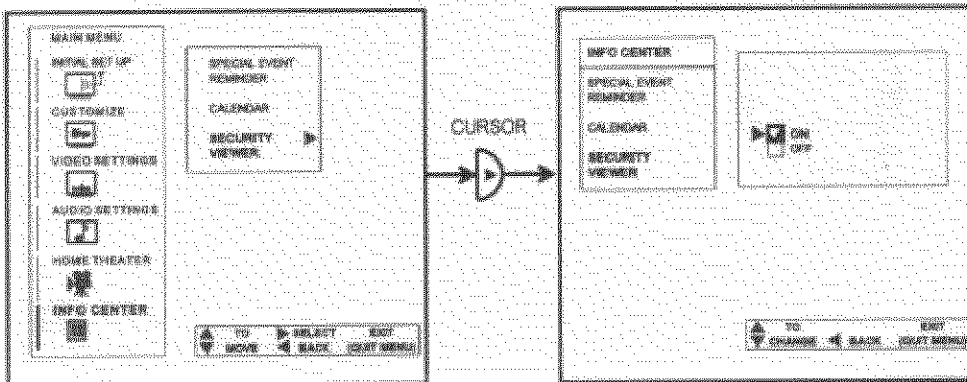 MAIN MENU
INITIAL SET UP
CUSTOMIZE
VIDEO SETTINGS
AUDIO SETTINGS
HOME THEATER
INFO CENTER
SPECIAL EVENT
REMINDER
CALENDAR
SECURITY
VIEWER
TO
MOVE
SELECT
BACK
EXIT
(QUIT MENU)
CURSOR
INFO CENTER
SPECIAL EVENT
REMINDER
CALENDAR
SECURITY
VIEWER
ON
OFF
TO
CHANGE
BACK
EXIT
(QUIT MENU)